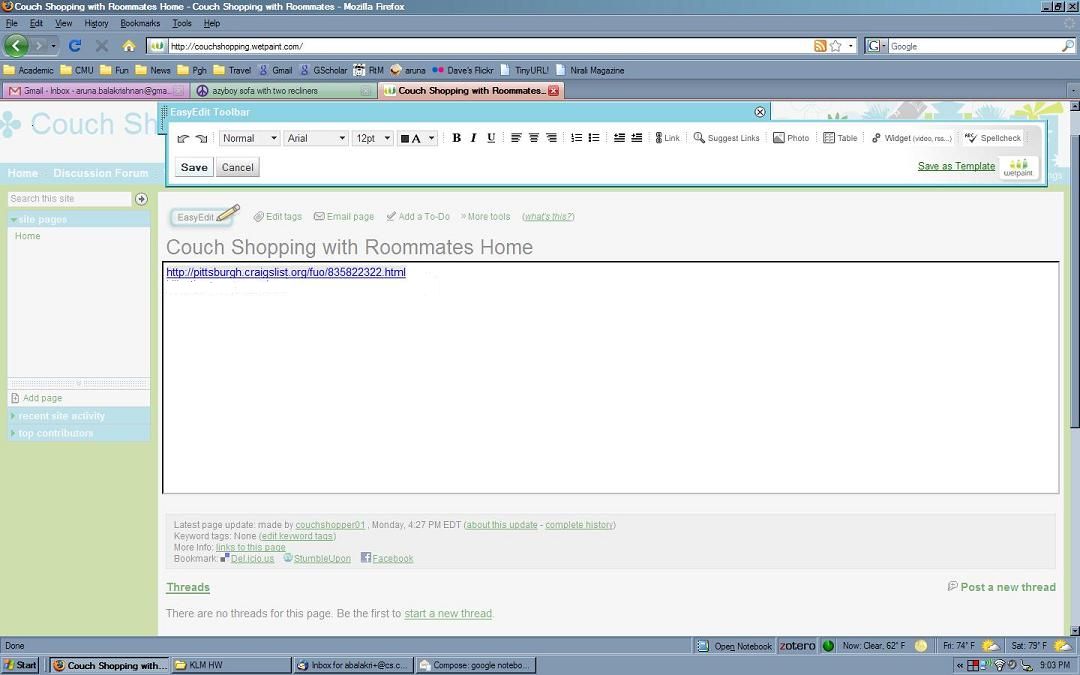 Couch Shopping with Roommates Home - Couch Shopping with Roommates - Mozilla Firefox
File Edit View History Bookmarks Tools Help
http://couchshopping.wetpaint.com/ G Google
Academic CMU Fun News Pgh Travel Gmail GScholar RtM aruna Dave's Flickr TinyURL! Nirali Magazine
Gmail - Inbox - aruna.balakrishnan@gma... azyboy sofa with two recliners Couch Shopping with Roommates...
EasyEdit Toolbar
Couch Sh
Normal Arial 12pt A B I U Link Suggest Links Photo Table Widget (video, rss...) ABC Spellcheck
Save Cancel Save as Template wetpaint
Home Discussion Forum ngs
Search this site
site pages
Home
EasyEdit Edit tags Email page Add a To-Do » More tools (what's this?)
Couch Shopping with Roommates Home
http://pittsburgh.craigslist.org/fuo/835822322.html
Add page
recent site activity
top contributors
Latest page update: made by couchshopper01 , Monday, 4:27 PM EDT (about this update - complete history)
Keyword tags: None (edit keyword tags)
More Info: links to this page
Bookmark: Del.icio.us StumbleUpon Facebook
Threads Post a new thread
There are no threads for this page. Be the first to start a new thread.
Done Open Notebook zotero Now: Clear, 62° F Fri: 74° F Sat: 79° F
Start Couch Shopping with... KLM HW Inbox for abalakri+@cs.c... Compose: google notebo... « 9:03 PM